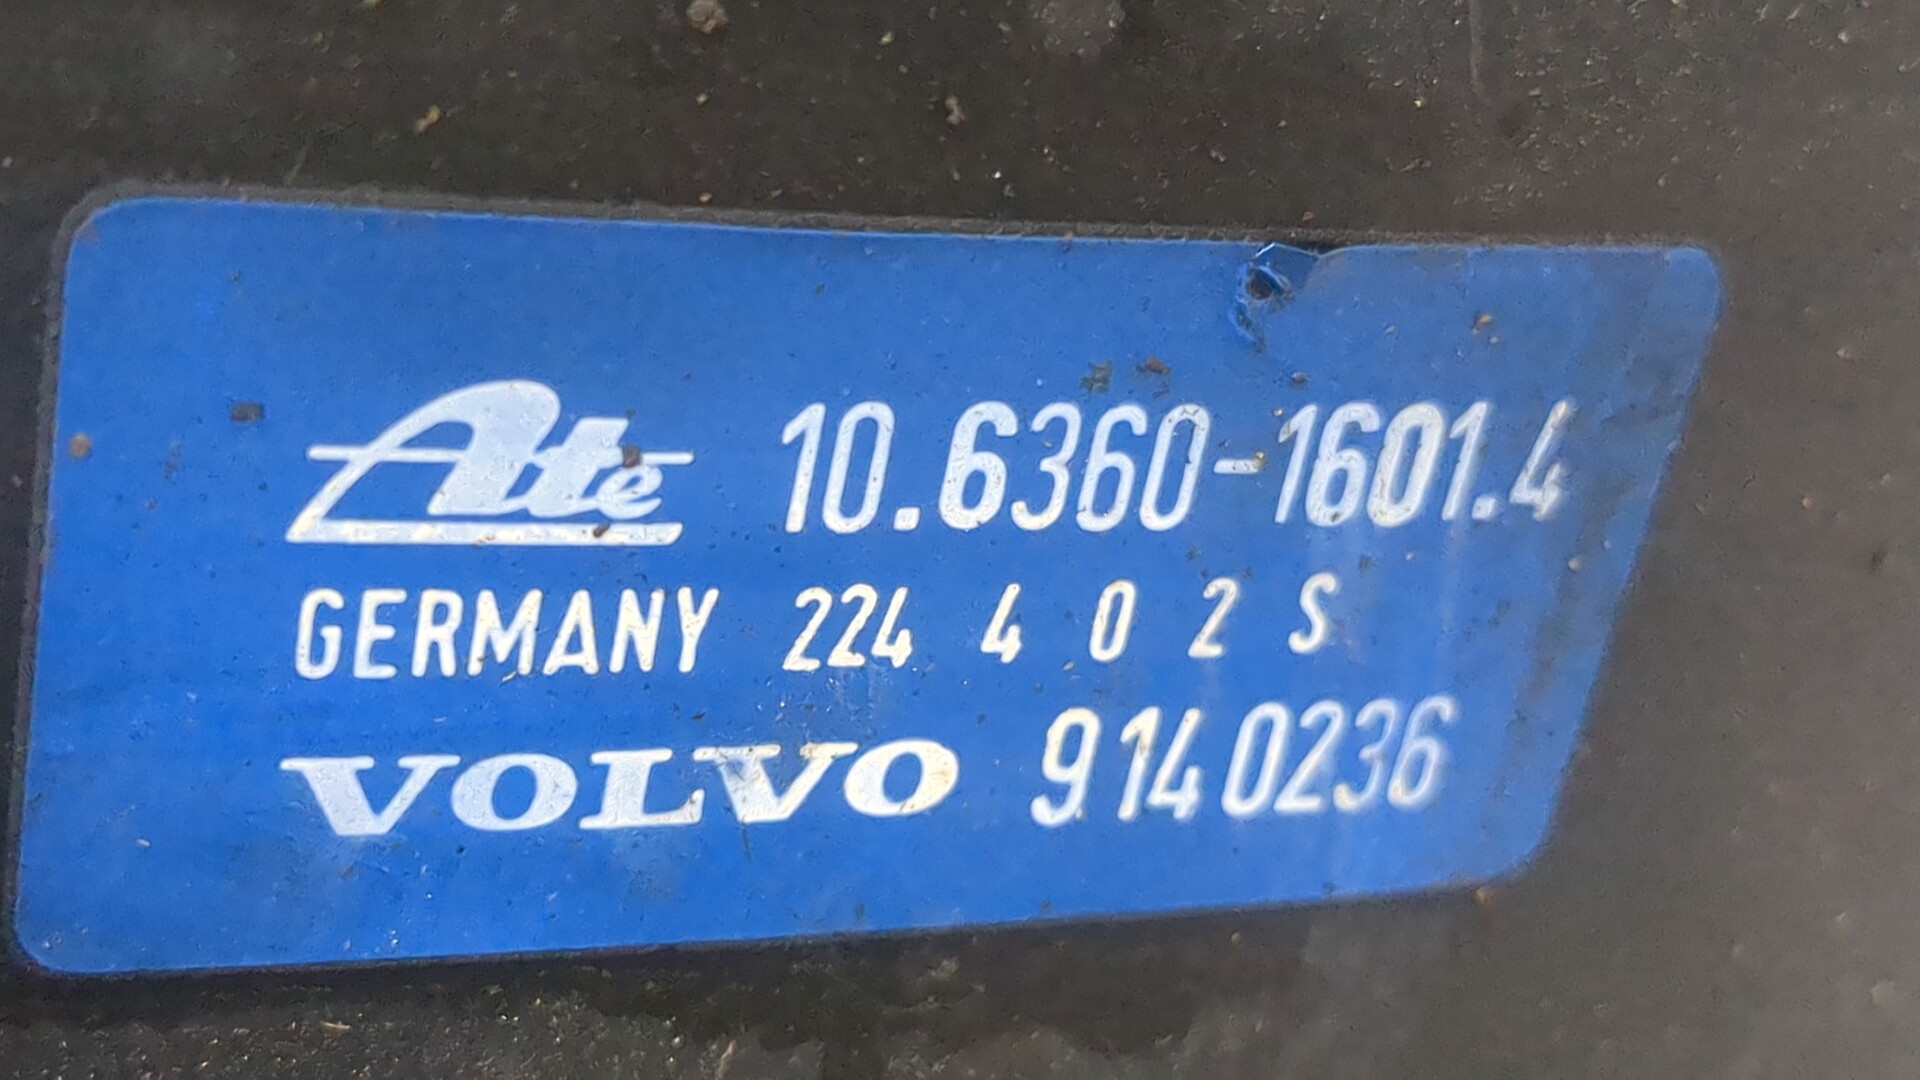 Ate 10.6360-1601.4
GERMANY 224 4 0 2 S
VOLVO 9140236